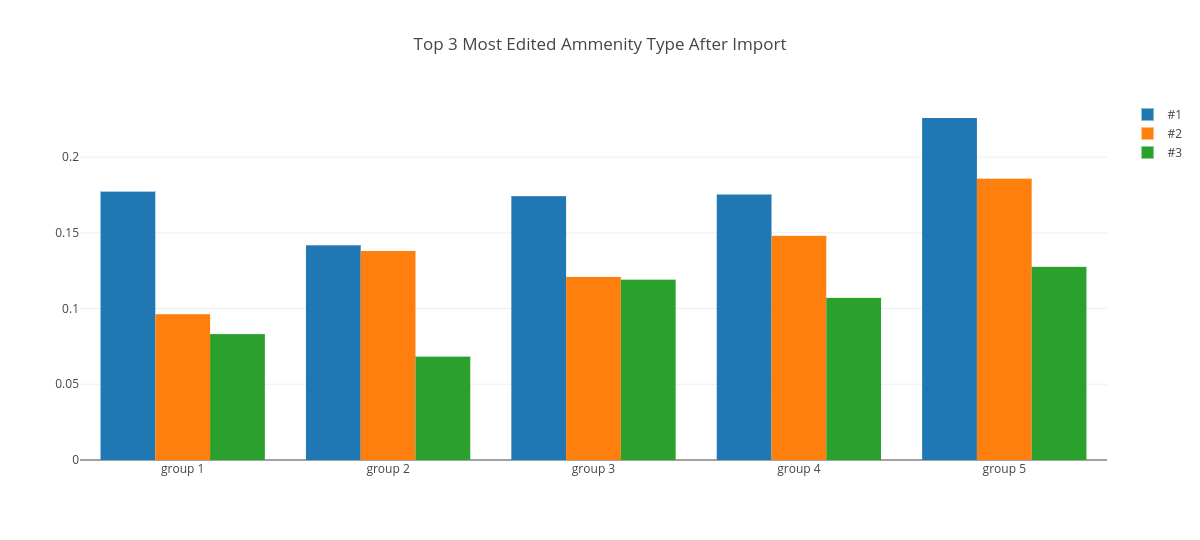 Top 3 Most Edited Ammenity Type After Import
#1
#2
#3
0.2
0.15
0.1
0.05
0
group 1
group 2
group 3
group 4
group 5